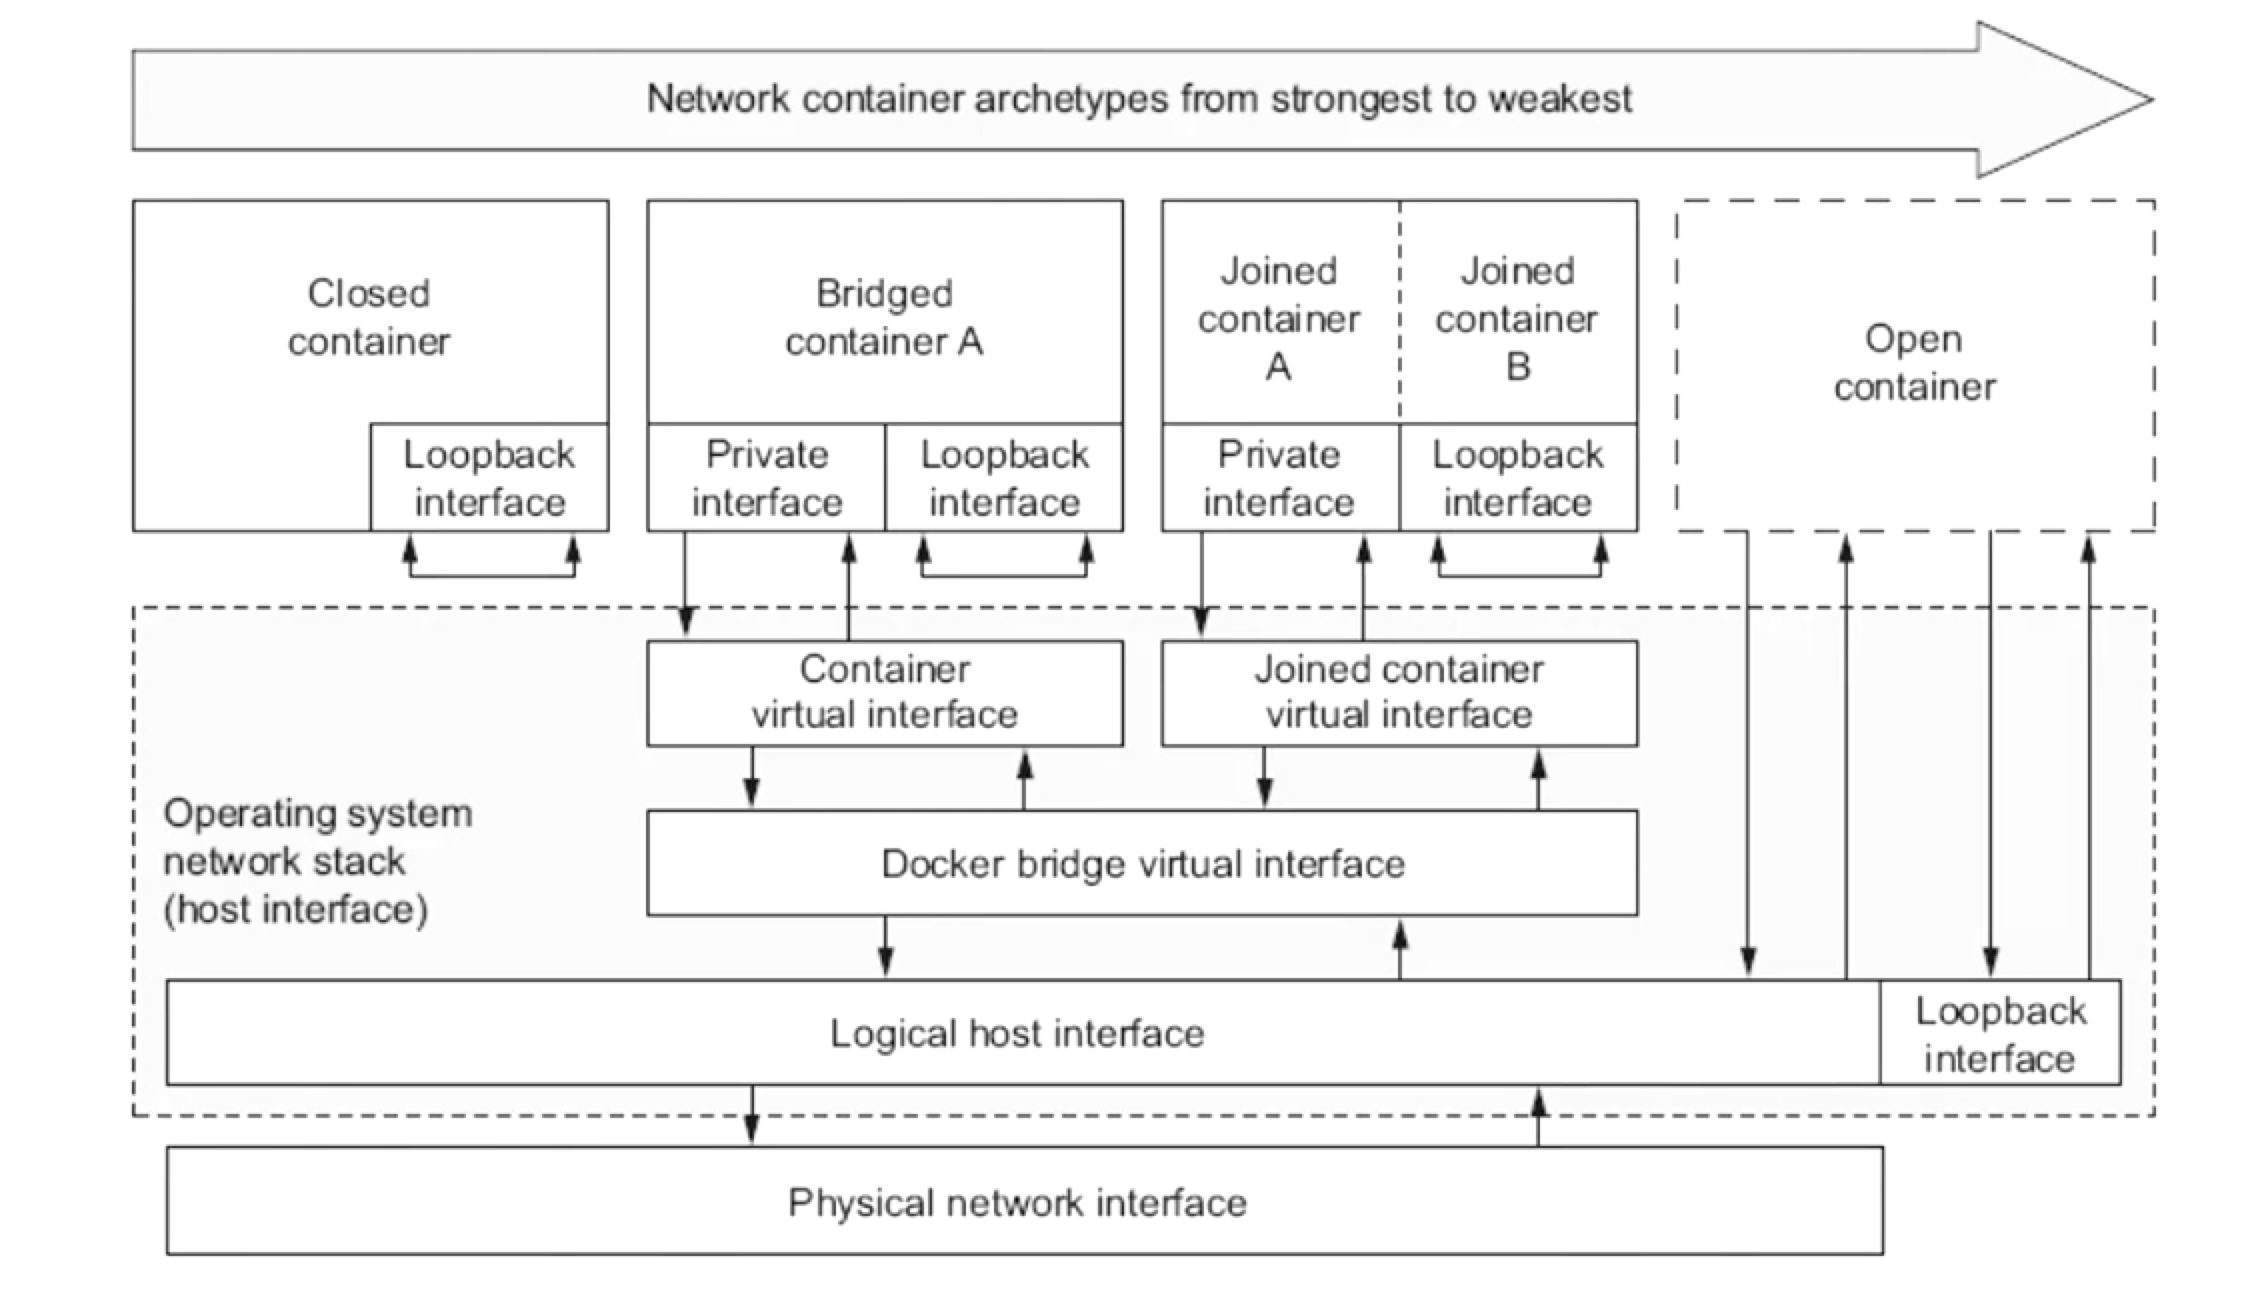 Network container archetypes from strongest to weakest
Closed
container
Loopback
interface
Bridged
container A
Private
interface
Loopback
interface
Joined
container
A
Joined
container
B
Private
interface
Loopback
interface
Open
container
Container
virtual interface
Joined container
virtual interface
Operating system
network stack
(host interface)
Docker bridge virtual interface
Logical host interface
Loopback
interface
Physical network interface